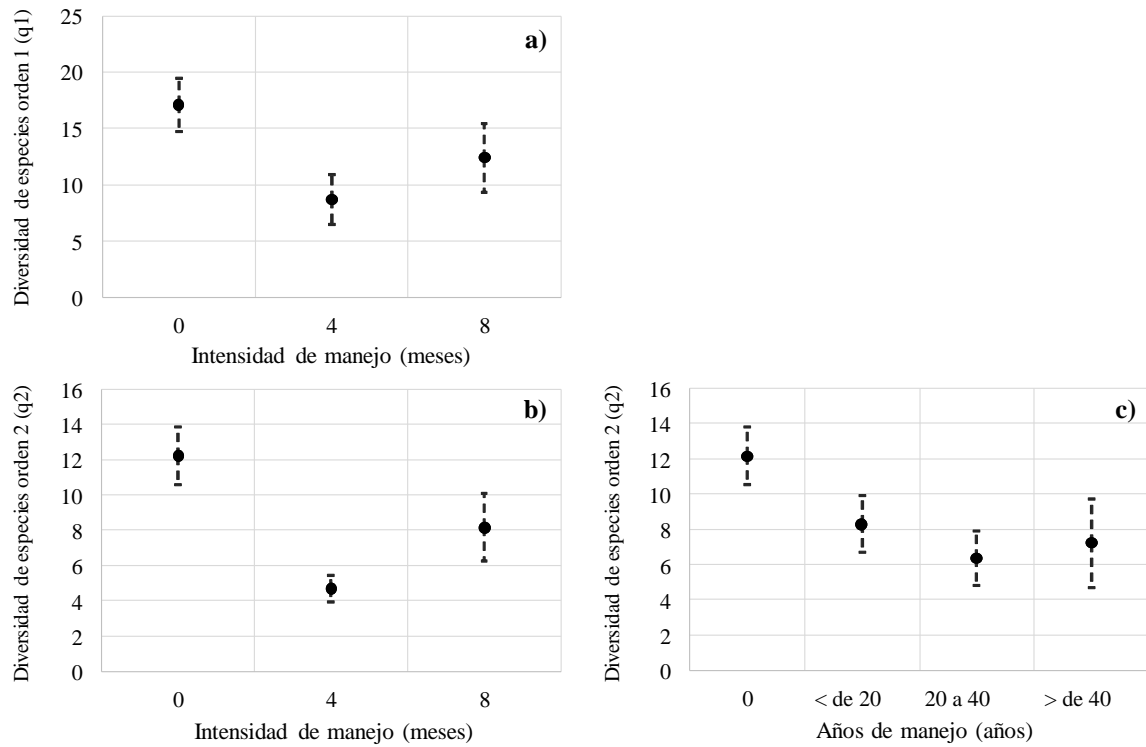 Diversidad de especies orden 1 (q1)
25
20
15
10
5
0
a)
0 4 8
Intensidad de manejo (meses)
Diversidad de especies orden 2 (q2)
16
14
12
10
8
6
4
2
0
b)
0 4 8
Intensidad de manejo (meses)
Diversidad de especies orden 2 (q2)
16
14
12
10
8
6
4
2
0
c)
0 < de 20 20 a 40 > de 40
Años de manejo (años)